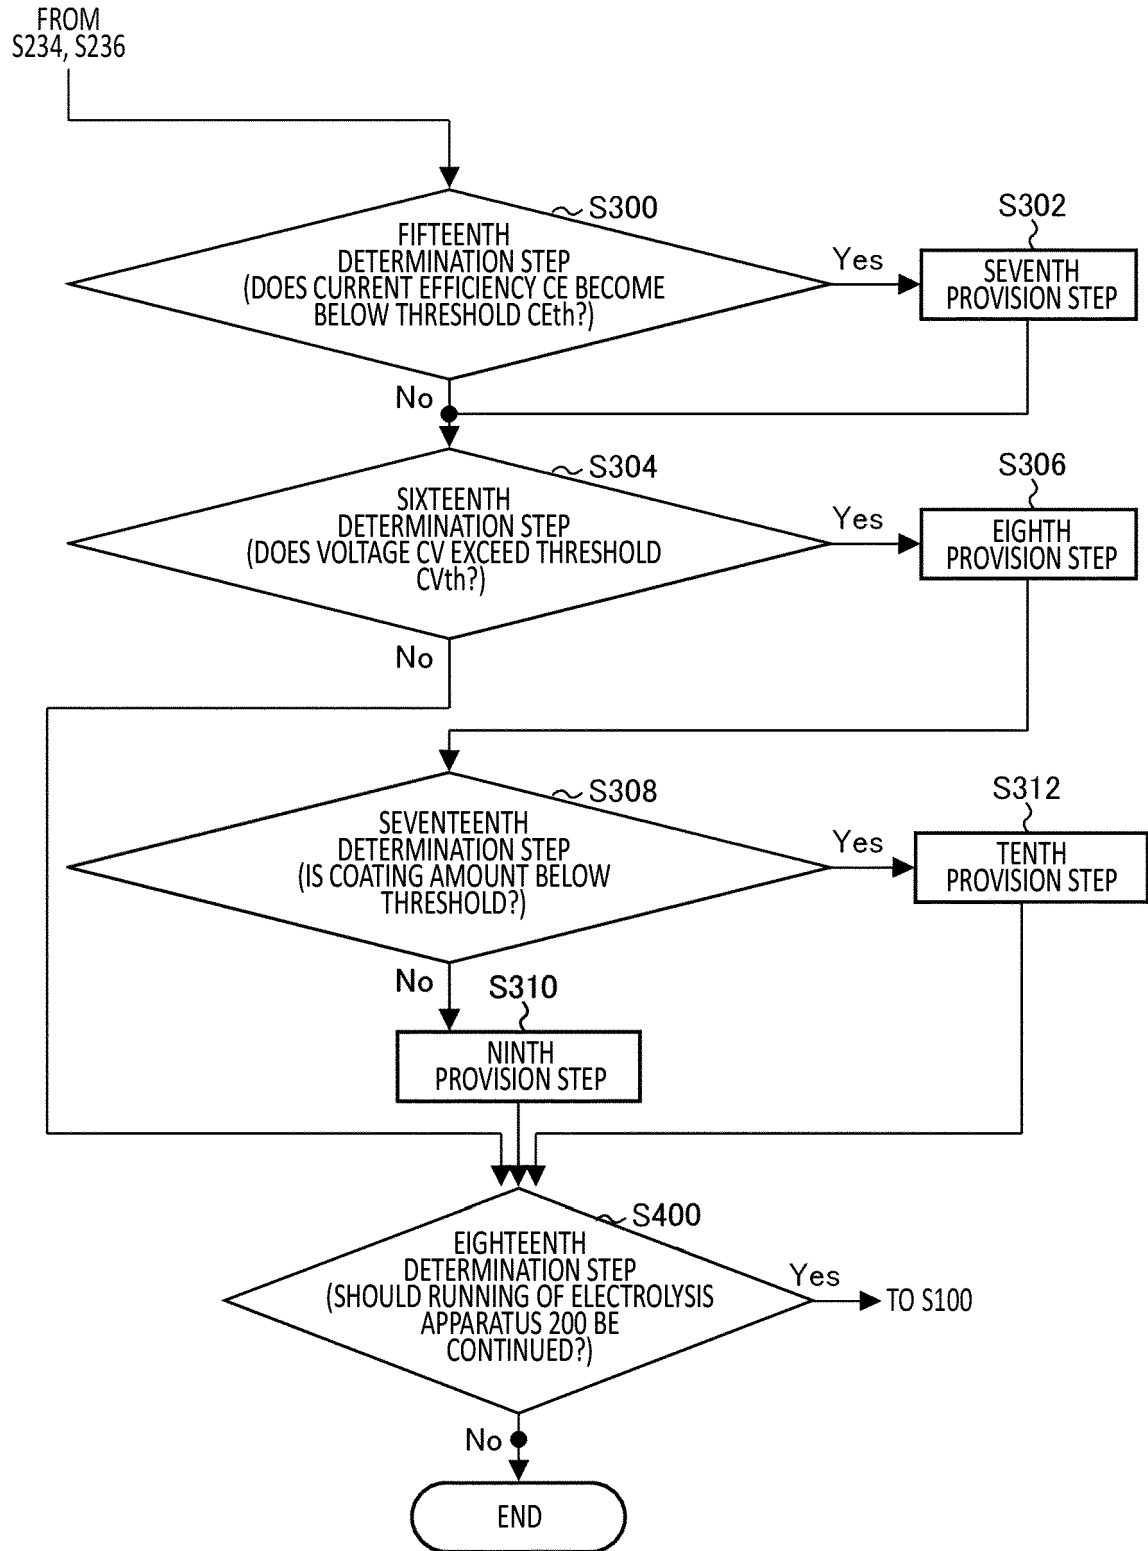 FROM
S234, S236
S300
FIFTEENTH
DETERMINATION STEP
(DOES CURRENT EFFICIENCY CE BECOME
BELOW THRESHOLD CEth?)
Yes
S302
SEVENTH
PROVISION STEP
No
S304
SIXTEENTH
DETERMINATION STEP
(DOES VOLTAGE CV EXCEED THRESHOLD
CVth?)
Yes
S306
EIGHTH
PROVISION STEP
No
S308
SEVENTEENTH
DETERMINATION STEP
(IS COATING AMOUNT BELOW
THRESHOLD?)
Yes
S312
TENTH
PROVISION STEP
No
S310
NINTH
PROVISION STEP
S400
EIGHTEENTH
DETERMINATION STEP
(SHOULD RUNNING OF ELECTROLYSIS
APPARATUS 200 BE
CONTINUED?)
Yes
TO S100
No
END